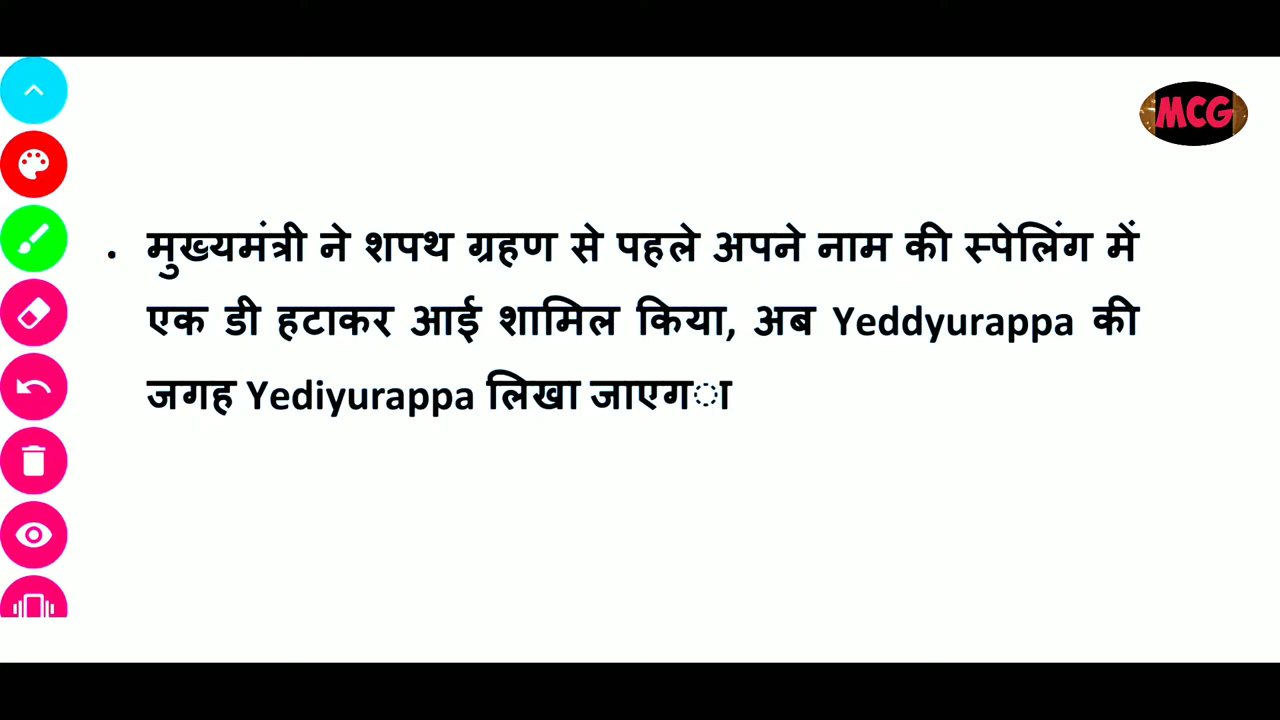 MCG
. मुख्यमंत्री ने शपथ ग्रहण से पहले अपने नाम की स्पेलिंग में
एक डी हटाकर आई शामिल किया, अब Yeddyurappa की
जगह Yediyurappa लिखा जाएग ा